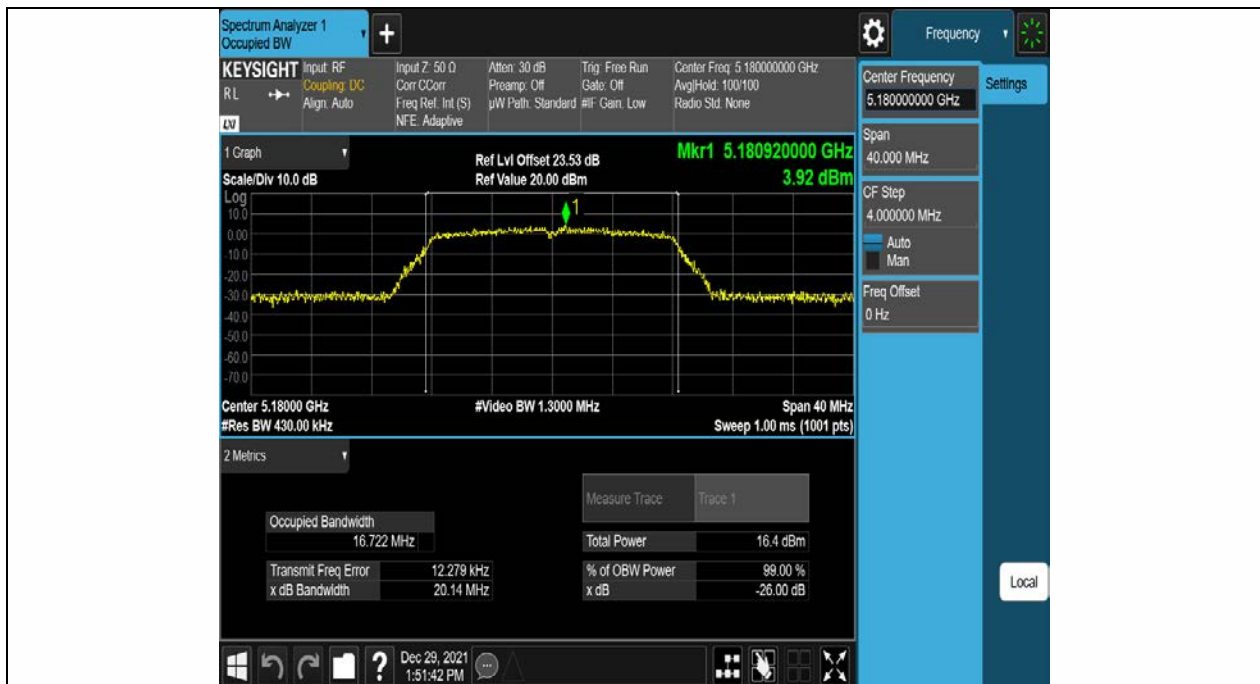 Spectrum Analyzer 1
Occupied BW
+
Frequency
KEYSIGHT
RL
LXI
Input: RF
Coupling: DC
Align: Auto
Input Z: 50 Ω
Corr CCorr
Freq Ref: Int (S)
NFE: Adaptive
Atten: 30 dB
Preamp: Off
µW Path: Standard
Trig: Free Run
Gate: Off
#IF Gain: Low
Center Freq: 5.180000000 GHz
Avg|Hold: 100/100
Radio Std: None
Center Frequency
5.180000000 GHz
Settings
Span
40.000 MHz
CF Step
4.000000 MHz
Auto
Man
Freq Offset
0 Hz
Local
1 Graph
Scale/Div 10.0 dB
Ref Lvl Offset 23.53 dB
Ref Value 20.00 dBm
Mkr1 5.180920000 GHz
3.92 dBm
Log
1
10.0
0.00
-10.0
-20.0
-30.0
-40.0
-50.0
-60.0
-70.0
Center 5.18000 GHz
#Video BW 1.3000 MHz
Span 40 MHz
#Res BW 430.00 kHz
Sweep 1.00 ms (1001 pts)
2 Metrics
Measure Trace Trace 1
Occupied Bandwidth
16.722 MHz
Total Power 16.4 dBm
Transmit Freq Error 12.279 kHz
% of OBW Power 99.00 %
x dB Bandwidth 20.14 MHz
x dB -26.00 dB
?
Dec 29, 2021
1:51:42 PM